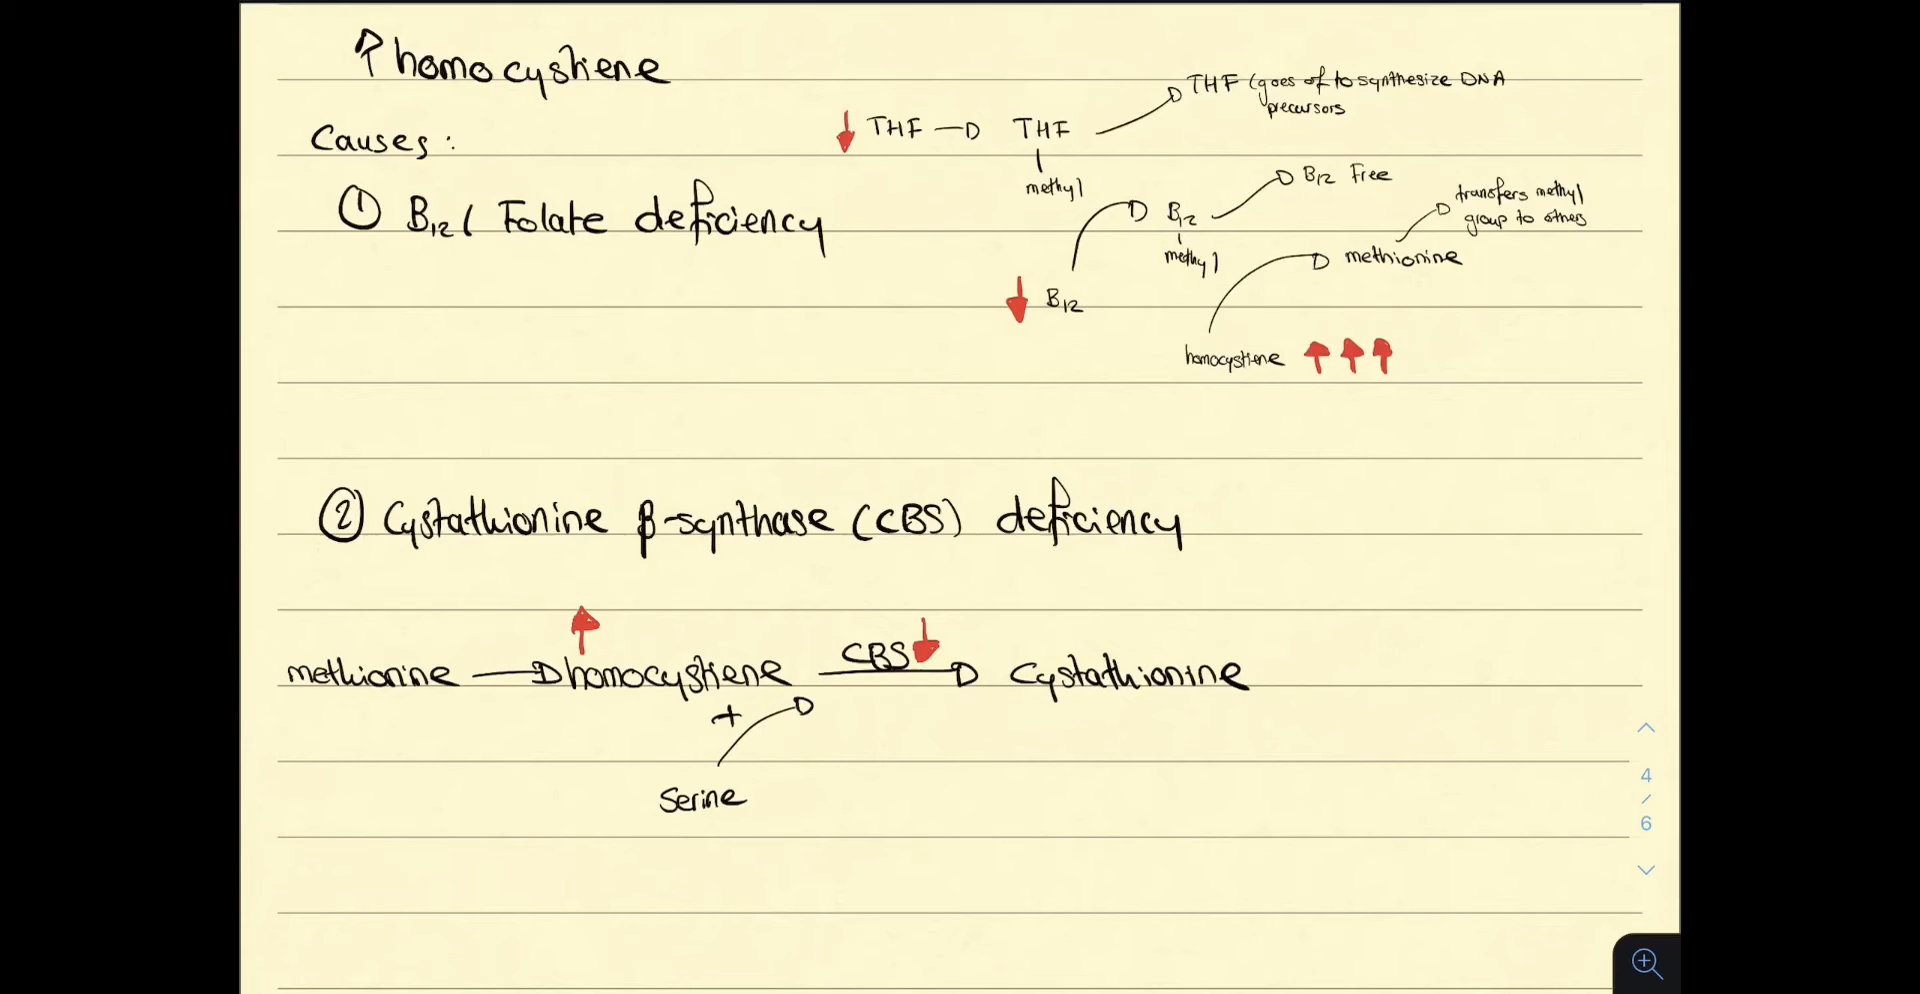 ↑ homocystiene
Causes :
① B12 / Folate deficiency
↓ THF → THF → THF (goes of to synthesize DNA
precursors
methyl
B12 → B12 Free
methyl
↓ B12
methionine → transfers methyl
group to others
homocystiene ↑ ↑ ↑
② Cystathionine β-synthase (CBS) deficiency
↑
CBS ↓
methionine → homocystiene → Cystathionine
+
Serine
4
/
6